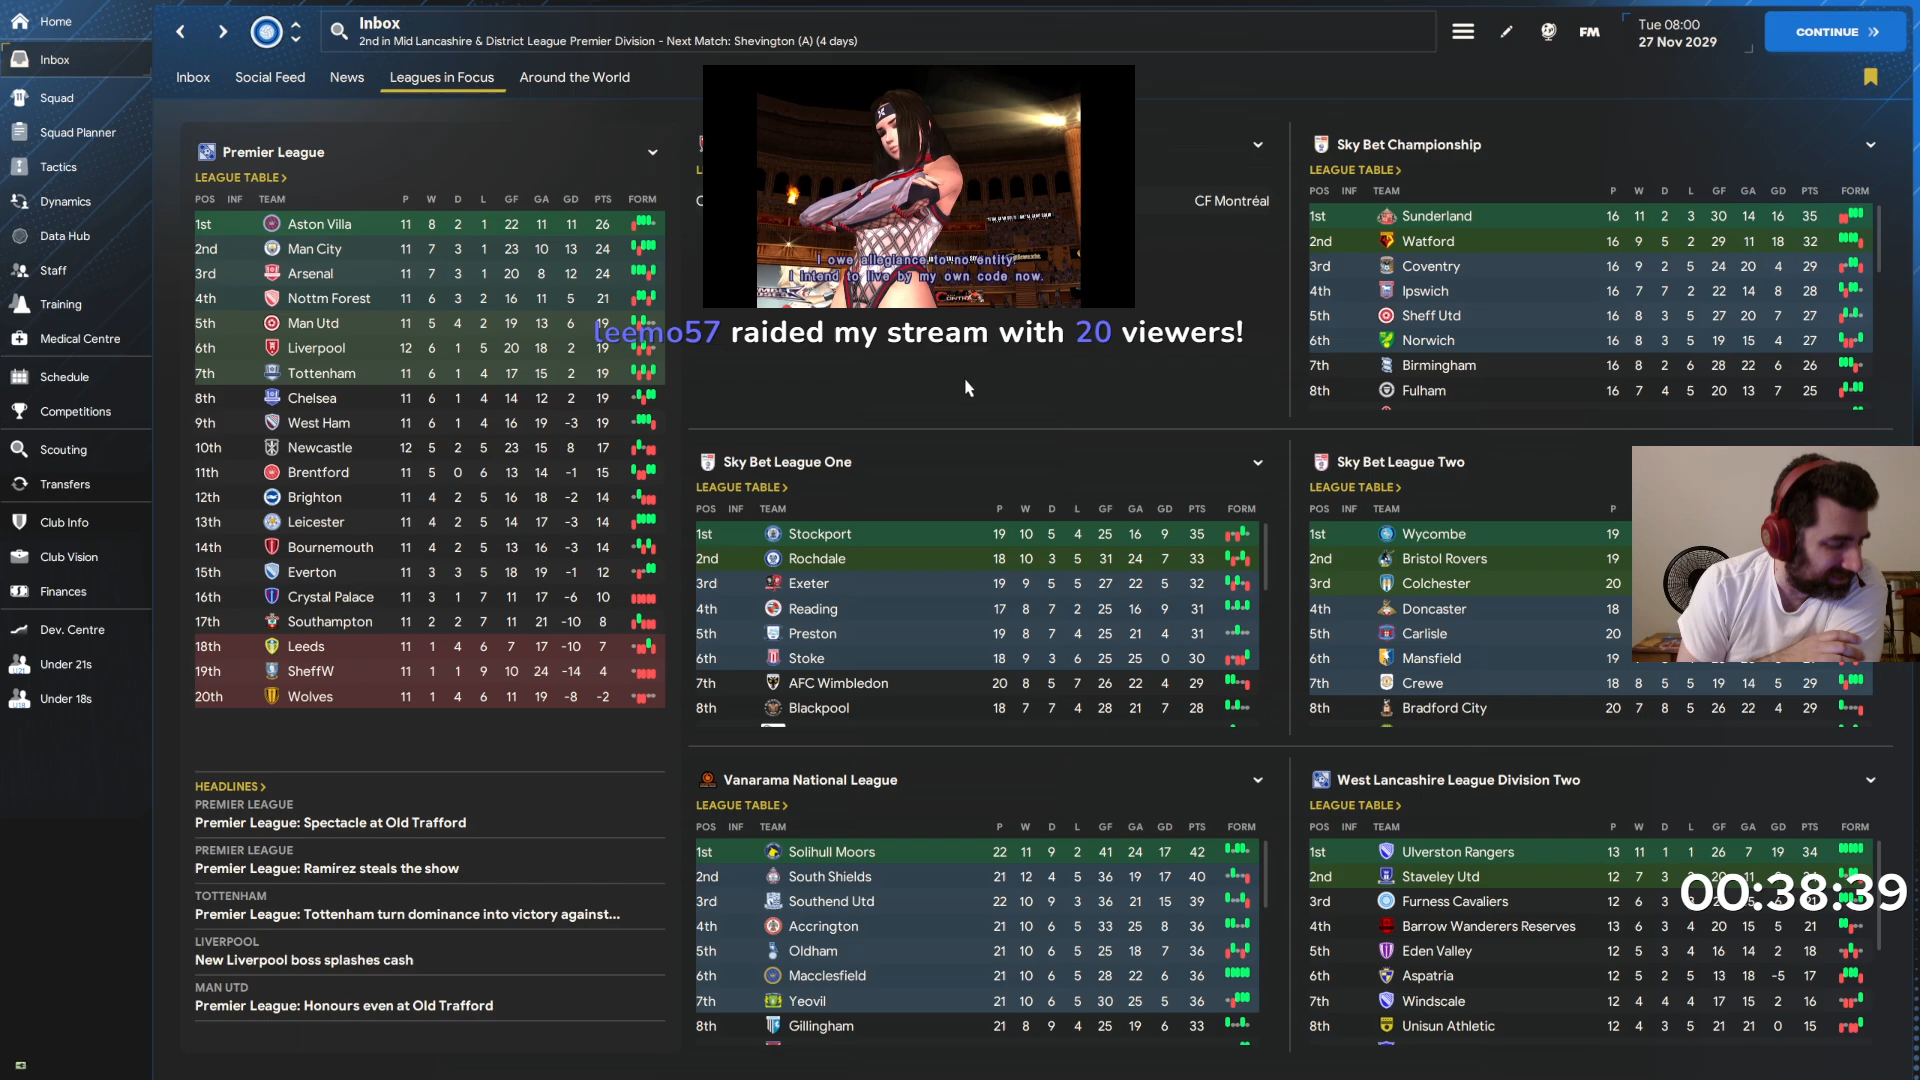 Home
Inbox
Squad
Squad Planner
Tactics
Dynamics
Data Hub
Staff
Training
Medical Centre
Schedule
Competitions
Scouting
Transfers
Club Info
Club Vision
Finances
Dev. Centre
Under 21s
Under 18s
Inbox
2nd in Mid Lancashire & District League Premier Division - Next Match: Shevington (A) (4 days)
FM
Tue 08:00
27 Nov 2029
CONTINUE
Inbox Social Feed News Leagues in Focus Around the World
Premier League
LEAGUE TABLE >
POS INF TEAM P W D L GF GA GD PTS FORM
1st Aston Villa 11 8 2 1 22 11 11 26
2nd Man City 11 7 3 1 23 10 13 24
3rd Arsenal 11 7 3 1 20 8 12 24
4th Nottm Forest 11 6 3 2 16 11 5 21
5th Man Utd 11 5 4 2 19 13 6 19
6th Liverpool 12 6 1 5 20 18 2 19
7th Tottenham 11 6 1 4 17 15 2 19
8th Chelsea 11 6 1 4 14 12 2 19
9th West Ham 11 6 1 4 16 19 -3 19
10th Newcastle 12 5 2 5 23 15 8 17
11th Brentford 11 5 0 6 13 14 -1 15
12th Brighton 11 4 2 5 16 18 -2 14
13th Leicester 11 4 2 5 14 17 -3 14
14th Bournemouth 11 4 2 5 13 16 -3 14
15th Everton 11 3 3 5 18 19 -1 12
16th Crystal Palace 11 3 1 7 11 17 -6 10
17th Southampton 11 2 2 7 11 21 -10 8
18th Leeds 11 1 4 6 7 17 -10 7
19th SheffW 11 1 1 9 10 24 -14 4
20th Wolves 11 1 4 6 11 19 -8 -2
HEADLINES >
PREMIER LEAGUE
Premier League: Spectacle at Old Trafford
PREMIER LEAGUE
Premier League: Ramírez steals the show
TOTTENHAM
Premier League: Tottenham turn dominance into victory against...
LIVERPOOL
New Liverpool boss splashes cash
MAN UTD
Premier League: Honours even at Old Trafford
I owe allegiance to no entity.
I intend to live by my own code now.
leemo57 raided my stream with 20 viewers!
CF Montréal
Sky Bet Championship
LEAGUE TABLE >
POS INF TEAM P W D L GF GA GD PTS FORM
1st Sunderland 16 11 2 3 30 14 16 35
2nd Watford 16 9 5 2 29 11 18 32
3rd Coventry 16 9 2 5 24 20 4 29
4th Ipswich 16 7 7 2 22 14 8 28
5th Sheff Utd 16 8 3 5 27 20 7 27
6th Norwich 16 8 3 5 19 15 4 27
7th Birmingham 16 8 2 6 28 22 6 26
8th Fulham 16 7 4 5 20 13 7 25
Sky Bet League One
LEAGUE TABLE >
POS INF TEAM P W D L GF GA GD PTS FORM
1st Stockport 19 10 5 4 25 16 9 35
2nd Rochdale 18 10 3 5 31 24 7 33
3rd Exeter 19 9 5 5 27 22 5 32
4th Reading 17 8 7 2 25 16 9 31
5th Preston 19 8 7 4 25 21 4 31
6th Stoke 18 9 3 6 25 25 0 30
7th AFC Wimbledon 20 8 5 7 26 22 4 29
8th Blackpool 18 7 7 4 28 21 7 28
Sky Bet League Two
LEAGUE TABLE >
POS INF TEAM P
1st Wycombe 19
2nd Bristol Rovers 19
3rd Colchester 20
4th Doncaster 18
5th Carlisle 20
6th Mansfield 19
7th Crewe 18 8 5 5 19 14 5 29
8th Bradford City 20 7 8 5 26 22 4 29
Vanarama National League
LEAGUE TABLE >
POS INF TEAM P W D L GF GA GD PTS FORM
1st Solihull Moors 22 11 9 2 41 24 17 42
2nd South Shields 21 12 4 5 36 19 17 40
3rd Southend Utd 22 10 9 3 36 21 15 39
4th Accrington 21 10 6 5 33 25 8 36
5th Oldham 21 10 6 5 25 18 7 36
6th Macclesfield 21 10 6 5 28 22 6 36
7th Yeovil 21 10 6 5 30 25 5 36
8th Gillingham 21 8 9 4 25 19 6 33
West Lancashire League Division Two
LEAGUE TABLE >
POS INF TEAM P W D L GF GA GD PTS FORM
1st Ulverston Rangers 13 11 1 1 26 7 19 34
2nd Staveley Utd 12 7 3
3rd Furness Cavaliers 12 6 3
4th Barrow Wanderers Reserves 13 6 3 4 20 15 5 21
5th Eden Valley 12 5 3 4 16 14 2 18
6th Aspatria 12 5 2 5 13 18 -5 17
7th Windscale 12 4 4 4 17 15 2 16
8th Unisun Athletic 12 4 3 5 21 21 0 15
00:38:39